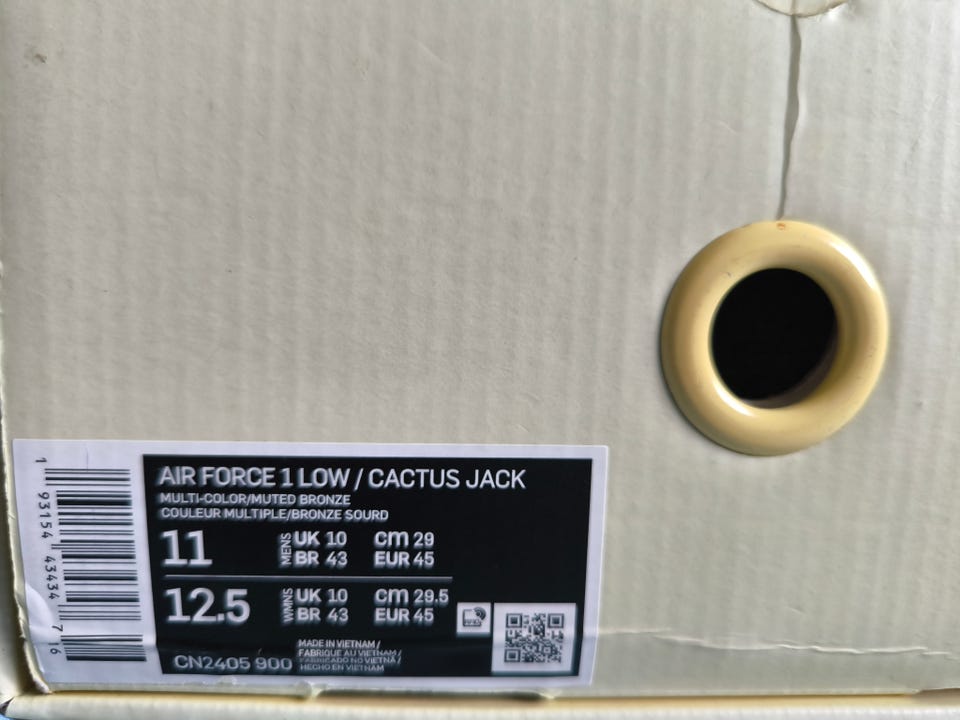 AIR FORCE 1 LOW / CACTUS JACK
MULTI-COLOR/MUTED BRONZE
COULEUR MULTIPLE/BRONZE SOURD
11 MENS UK 10 CM 29
BR 43 EUR 45
12.5 WMNS UK 10 CM 29.5
BR 43 EUR 45
CN2405 900
MADE IN VIETNAM /
FABRIQUE AU VIETNAM /
FABRICADO NO VIETNÃ /
HECHO EN VIETNAM
1 93154 43434 7 16